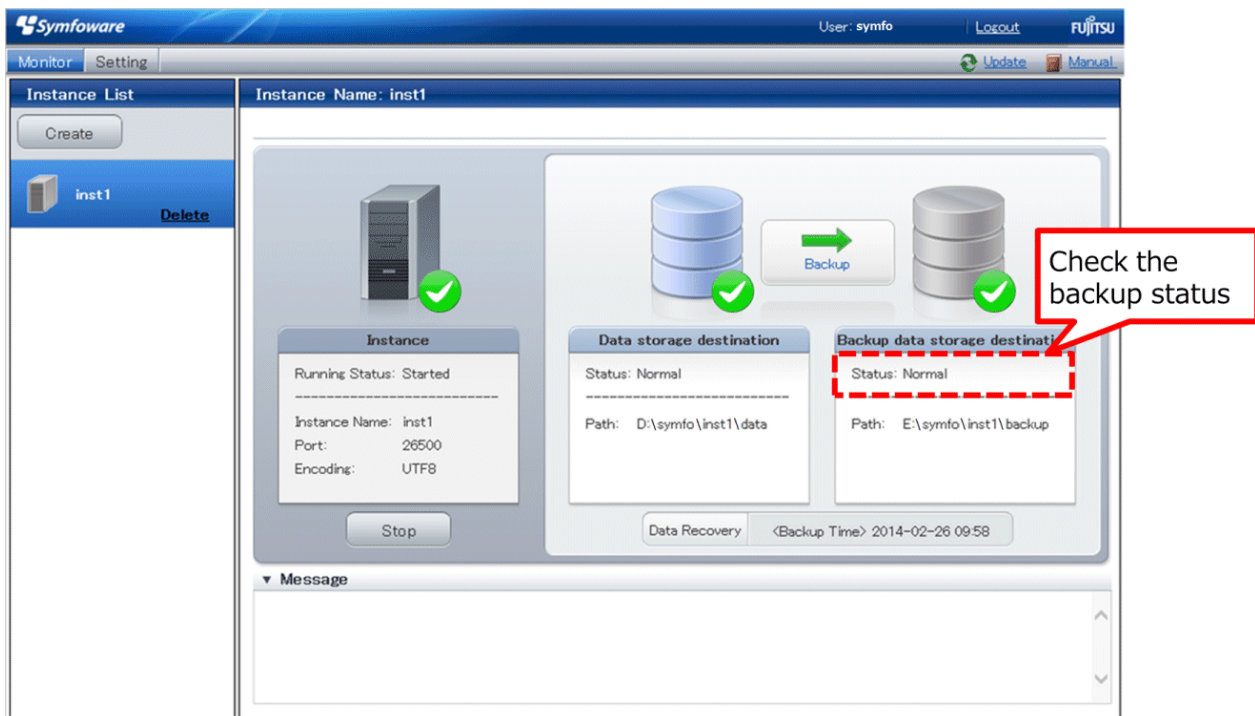 Symfoware
User: symfo
Logout
FUJITSU
Monitor
Setting
Update
Manual
Instance List
Instance Name: inst1
Create
inst1
Delete
Backup
Check the
backup status
Instance
Running Status: Started
Instance Name: inst1
Port: 26500
Encoding: UTF8
Stop
Data storage destination
Status: Normal
Path: D:\symfo\inst1\data
Backup data storage destinati
Status: Normal
Path: E:\symfo\inst1\backup
Data Recovery
<Backup Time> 2014-02-26 09:58
▼ Message